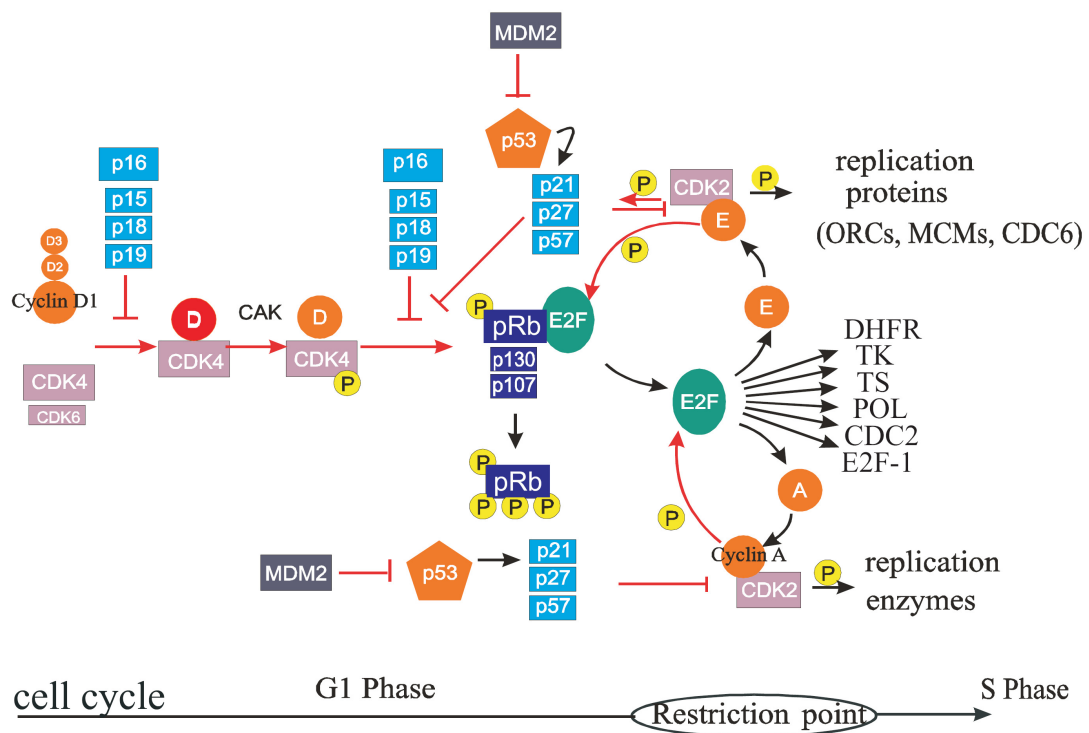 MDM2
p53
p16
p15
p18
p19
p16
p15
p18
p19
p21
p27
p57
P
CDK2
E
P
replication
proteins
(ORCs, MCMs, CDC6)
P
D3
D2
Cyclin D1
CDK4
CDK6
D
CDK4
CAK
D
CDK4
P
P
pRb
E2F
p130
p107
E
E2F
DHFR
TK
TS
POL
CDC2
E2F-1
P
pRb
P
P
P
A
P
Cyclin A
CDK2
P
replication
enzymes
MDM2
p53
p21
p27
p57
cell cycle
G1 Phase
Restriction point
S Phase